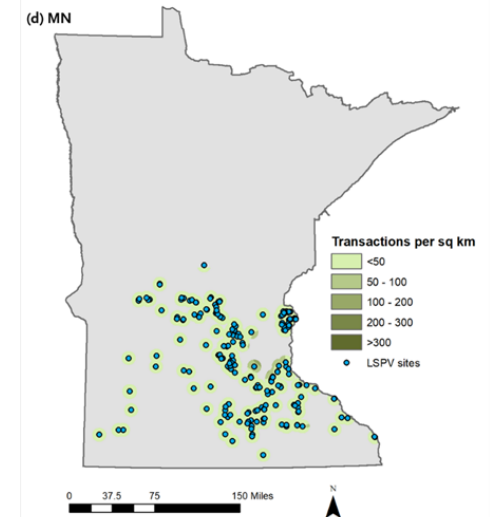 (d) MN
Transactions per sq km
<50
50 - 100
100 - 200
200 - 300
>300
LSPV sites
0 37.5 75 150 Miles
N